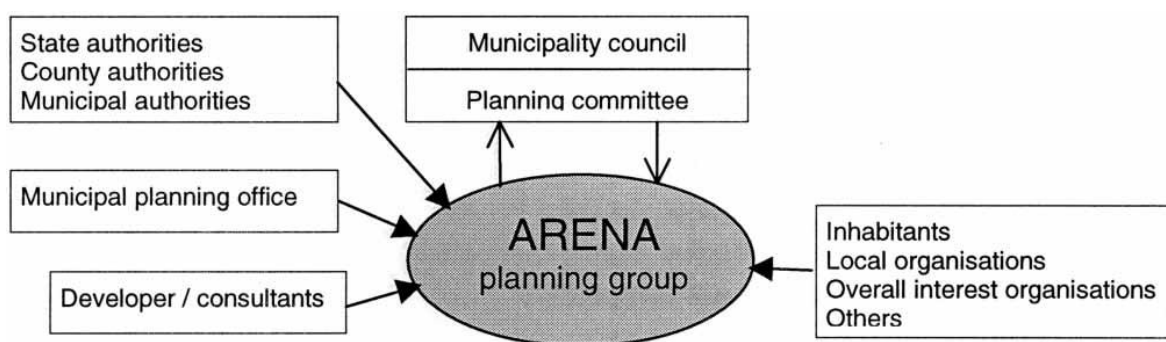 State authorities
County authorities
Municipal authorities
Municipality council
Planning committee
Municipal planning office
ARENA
planning group
Developer / consultants
Inhabitants
Local organisations
Overall interest organisations
Others